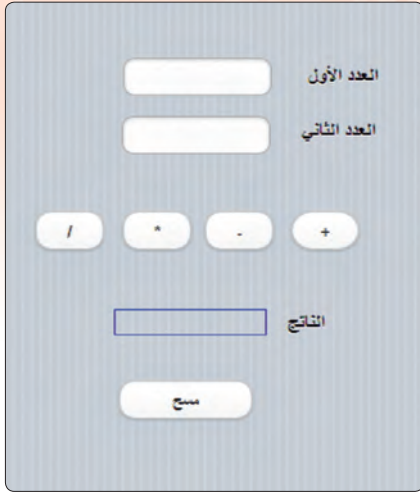 العدد الأول
العدد الثاني
+ - * /
الناتج
مسح